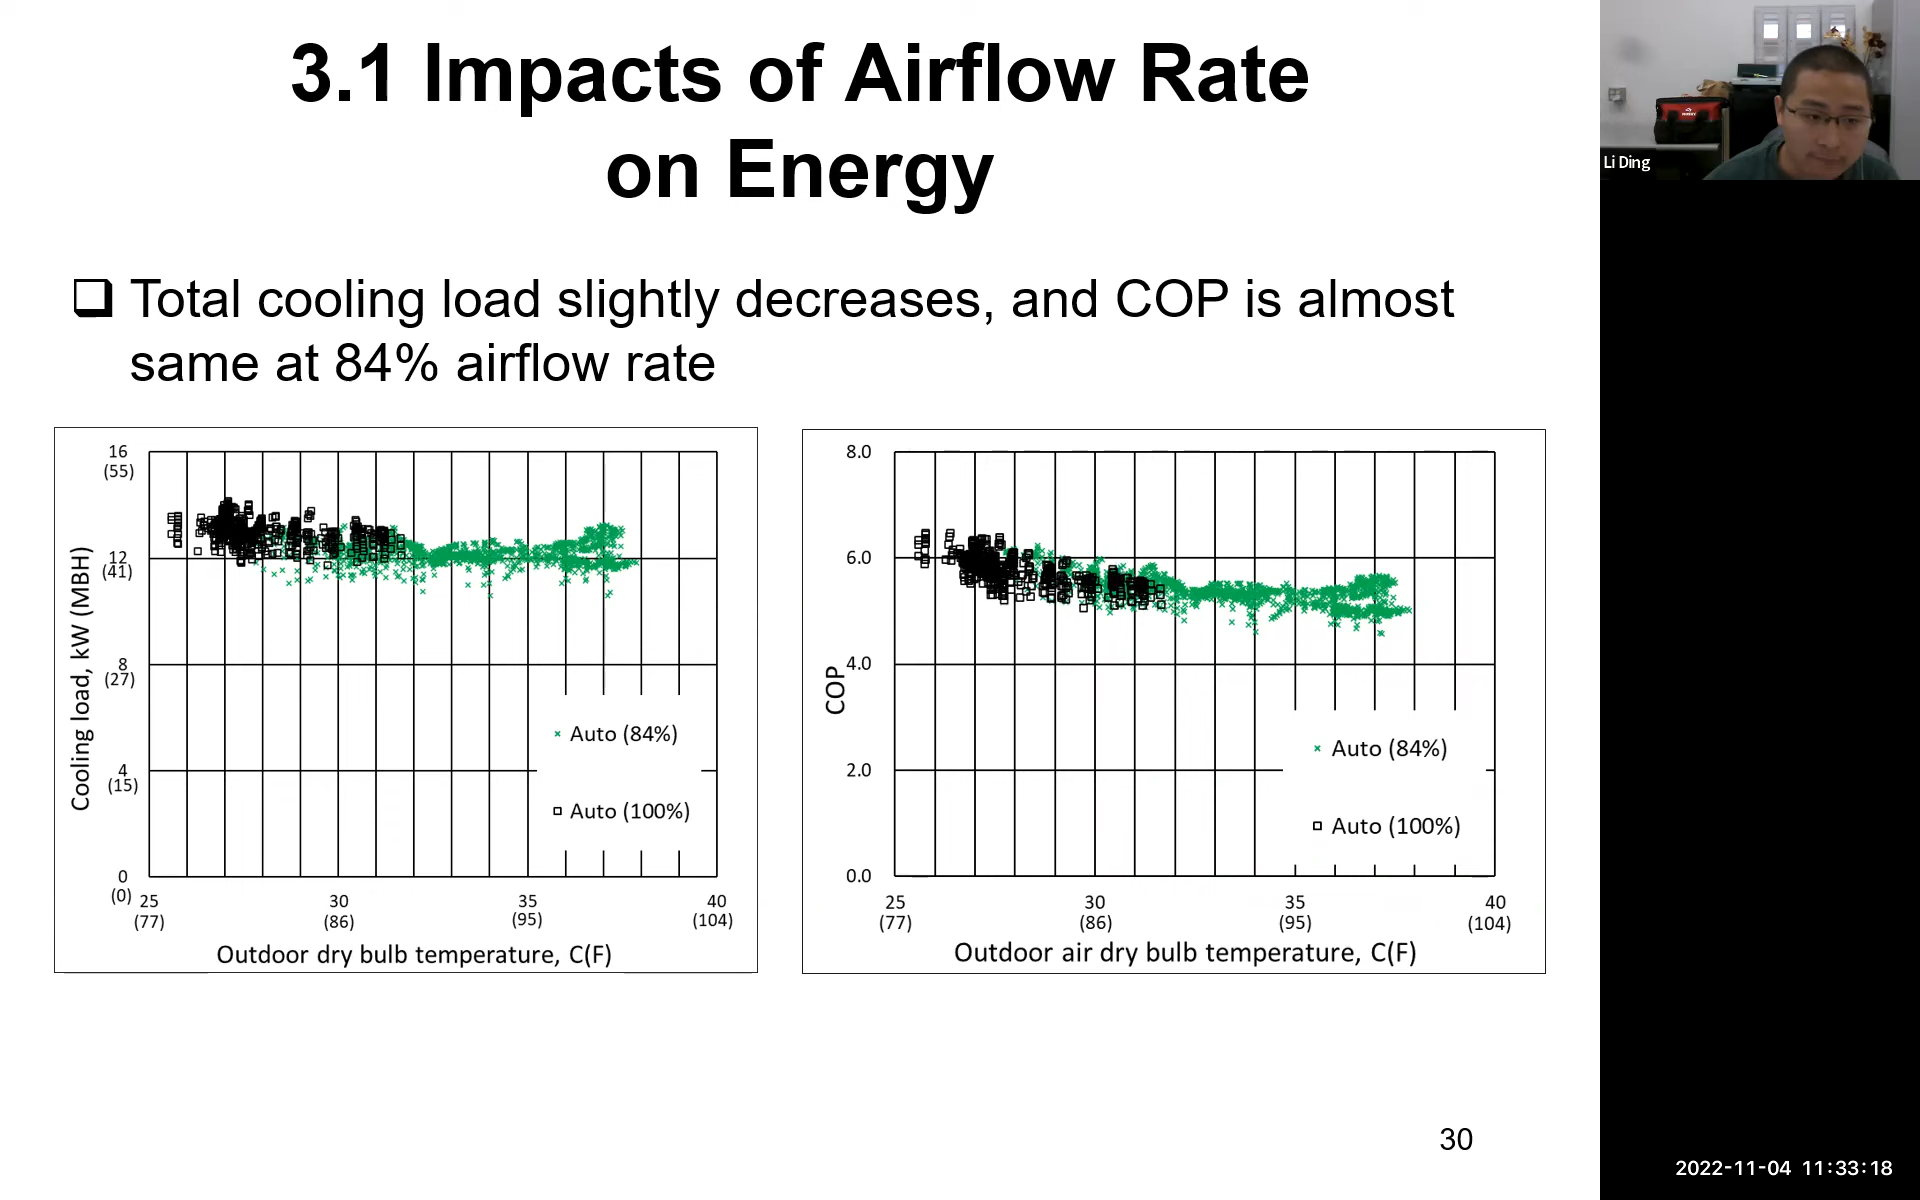 3.1 Impacts of Airflow Rate
on Energy
Total cooling load slightly decreases, and COP is almost
same at 84% airflow rate
16
(55)
12
(41)
8
(27)
4
(15)
0
(0)
Cooling load, kW (MBH)
Auto (84%)
Auto (100%)
25
(77)
30
(86)
35
(95)
40
(104)
Outdoor dry bulb temperature, C(F)
8.0
6.0
4.0
2.0
0.0
COP
Auto (84%)
Auto (100%)
25
(77)
30
(86)
35
(95)
40
(104)
Outdoor air dry bulb temperature, C(F)
30
Li Ding
2022-11-04 11:33:18